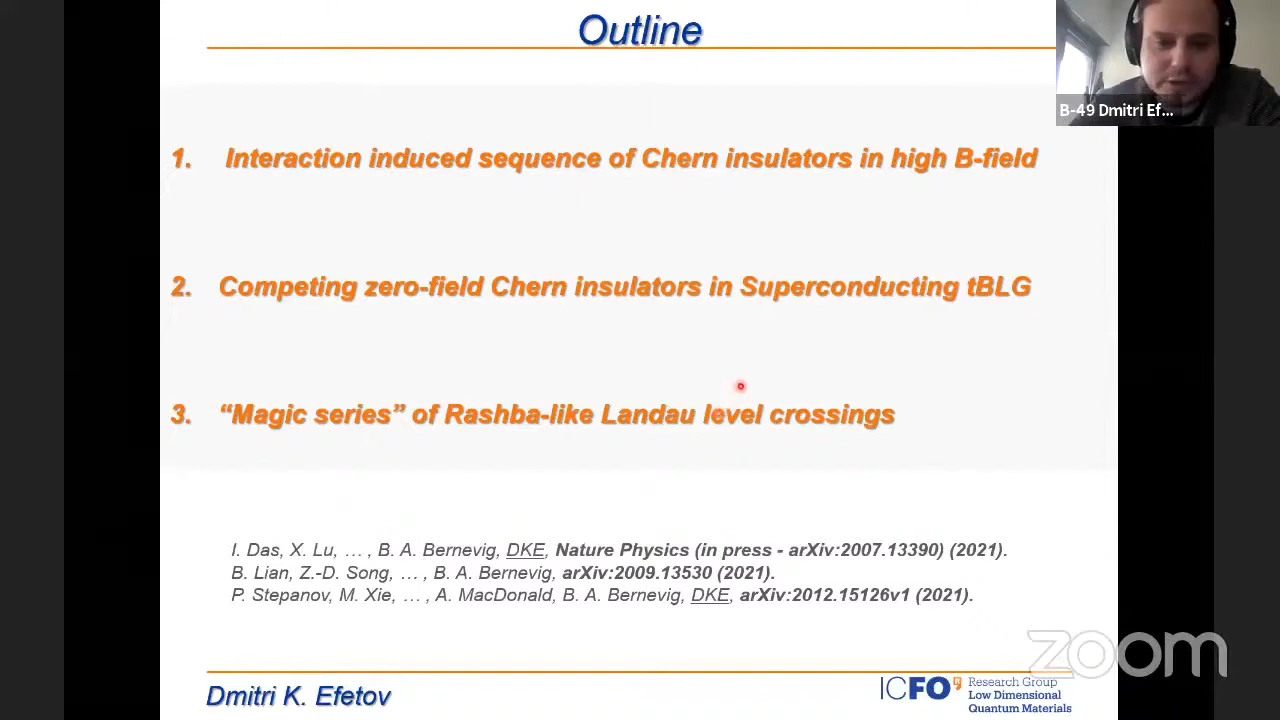 Outline
B-49 Dmitri Ef...
1. Interaction induced sequence of Chern insulators in high B-field
2. Competing zero-field Chern insulators in Superconducting tBLG
3. “Magic series” of Rashba-like Landau level crossings
I. Das, X. Lu, … , B. A. Bernevig, DKE, Nature Physics (in press - arXiv:2007.13390) (2021).
B. Lian, Z.-D. Song, … , B. A. Bernevig, arXiv:2009.13530 (2021).
P. Stepanov, M. Xie, … , A. MacDonald, B. A. Bernevig, DKE, arXiv:2012.15126v1 (2021).
zoom
Dmitri K. Efetov
ICFO
Research Group
Low Dimensional
Quantum Materials